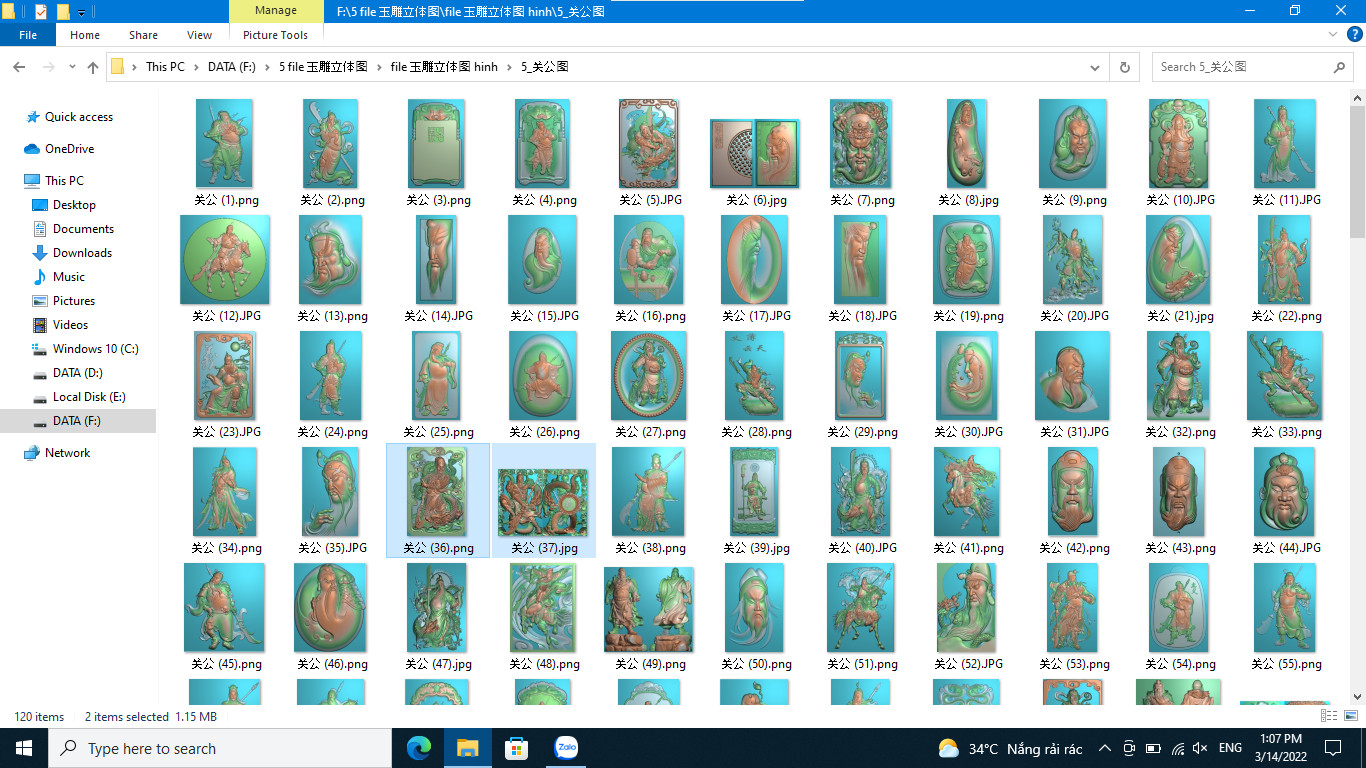 Manage
F:\5 file 玉雕立体图\file 玉雕立体图 hinh\5_关公图
File Home Share View Picture Tools
This PC DATA (F:) 5 file 玉雕立体图 file 玉雕立体图 hinh 5_关公图
Search 5_关公图
Quick access
OneDrive
This PC
Desktop
Documents
Downloads
Music
Pictures
Videos
Windows 10 (C:)
DATA (D:)
Local Disk (E:)
DATA (F:)
Network
关公 (1).png 关公 (2).png 关公 (3).png 关公 (4).png 关公 (5).JPG 关公 (6).jpg 关公 (7).png 关公 (8).jpg 关公 (9).png 关公 (10).JPG 关公 (11).JPG
关公 (12).JPG 关公 (13).png 关公 (14).JPG 关公 (15).JPG 关公 (16).png 关公 (17).JPG 关公 (18).JPG 关公 (19).png 关公 (20).JPG 关公 (21).jpg 关公 (22).png
关公 (23).JPG 关公 (24).png 关公 (25).png 关公 (26).png 关公 (27).png 关公 (28).png 关公 (29).png 关公 (30).JPG 关公 (31).JPG 关公 (32).png 关公 (33).png
关公 (34).png 关公 (35).JPG 关公 (36).png 关公 (37).jpg 关公 (38).png 关公 (39).jpg 关公 (40).JPG 关公 (41).png 关公 (42).png 关公 (43).png 关公 (44).JPG
关公 (45).png 关公 (46).png 关公 (47).jpg 关公 (48).png 关公 (49).png 关公 (50).png 关公 (51).png 关公 (52).JPG 关公 (53).png 关公 (54).png 关公 (55).png
120 items 2 items selected 1.15 MB
Type here to search
Zalo
34°C Nắng rải rác
ENG
1:07 PM
3/14/2022